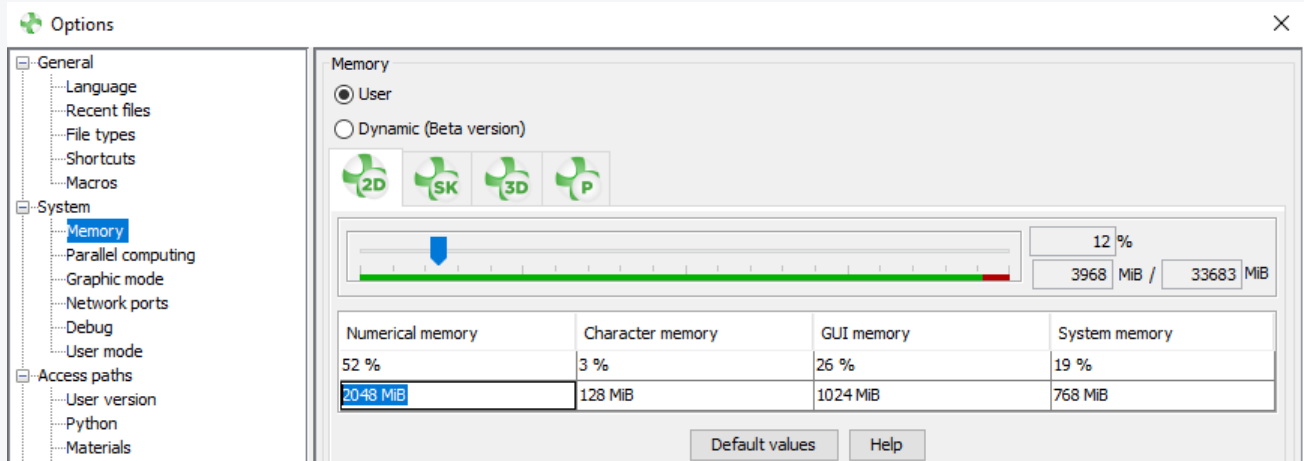 Options
General
Language
Recent files
File types
Shortcuts
Macros
System
Memory
Parallel computing
Graphic mode
Network ports
Debug
User mode
Access paths
User version
Python
Materials
Memory
User
Dynamic (Beta version)
2D SK 3D P
12 %
3968 MiB / 33683 MiB
Numerical memory Character memory GUI memory System memory
52 % 3 % 26 % 19 %
2048 MiB 128 MiB 1024 MiB 768 MiB
Default values Help